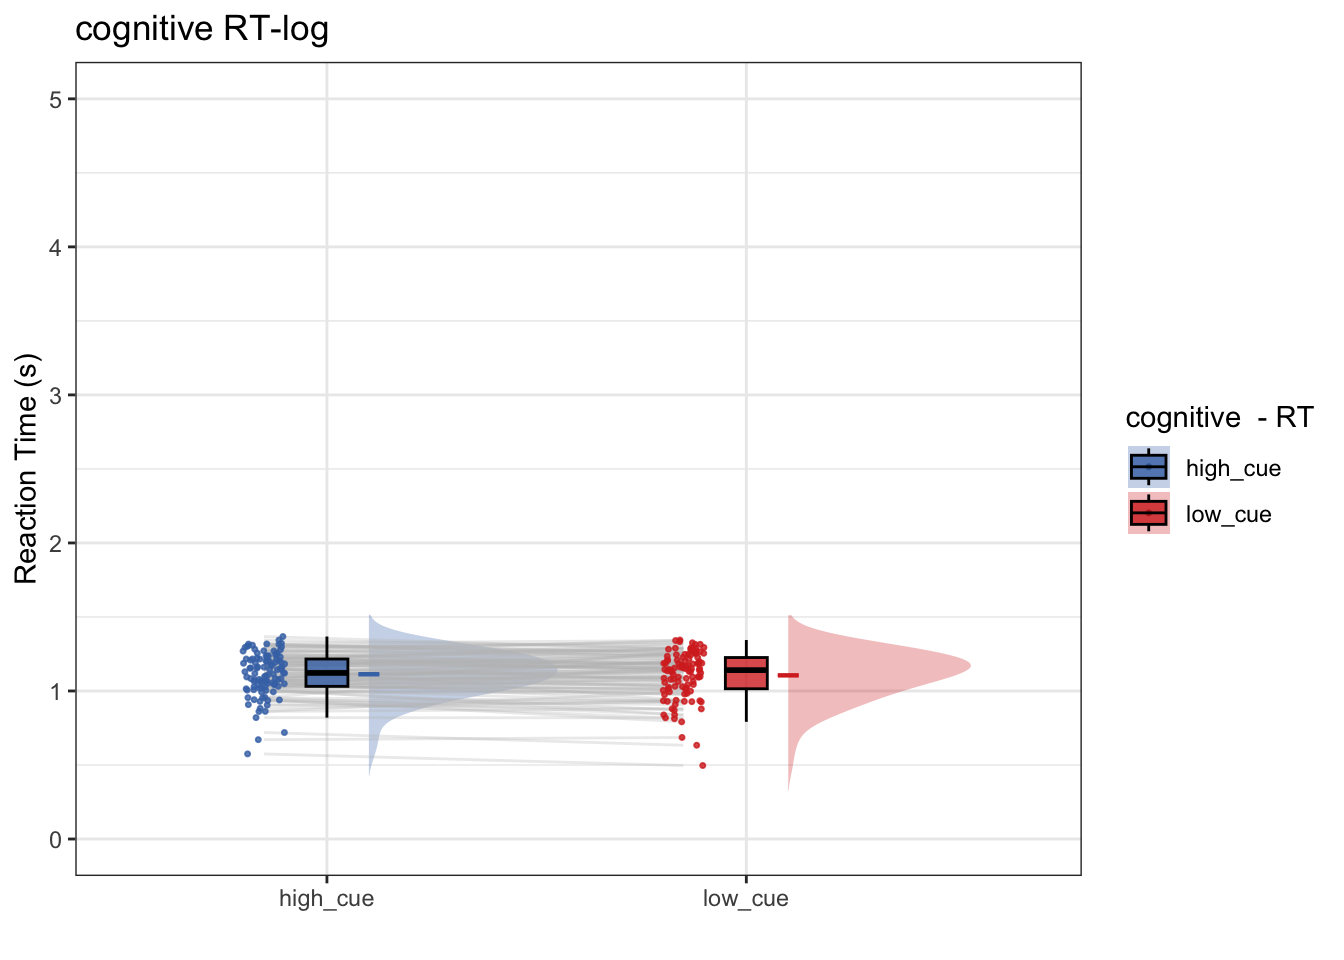 cognitive RT-log
5
4
3
2
1
0
Reaction Time (s)
high_cue
low_cue
cognitive  - RT
high_cue
low_cue